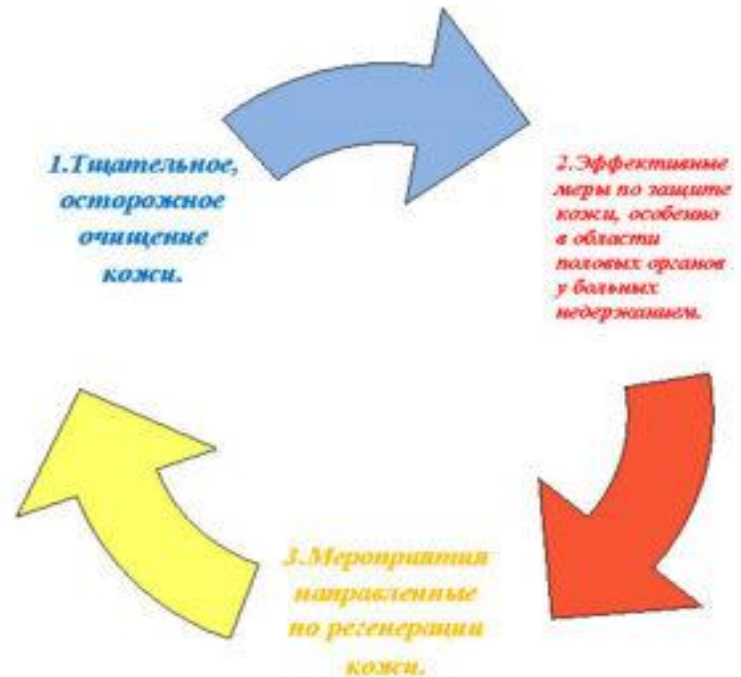 1.Тщательное,
осторожное
очищение
кожи.
2.Эффективные
меры по защите
кожи, особенно
в области
половых органов
у больных
недержанием.
3.Мероприятия
направленные
по регенерации
кожи.